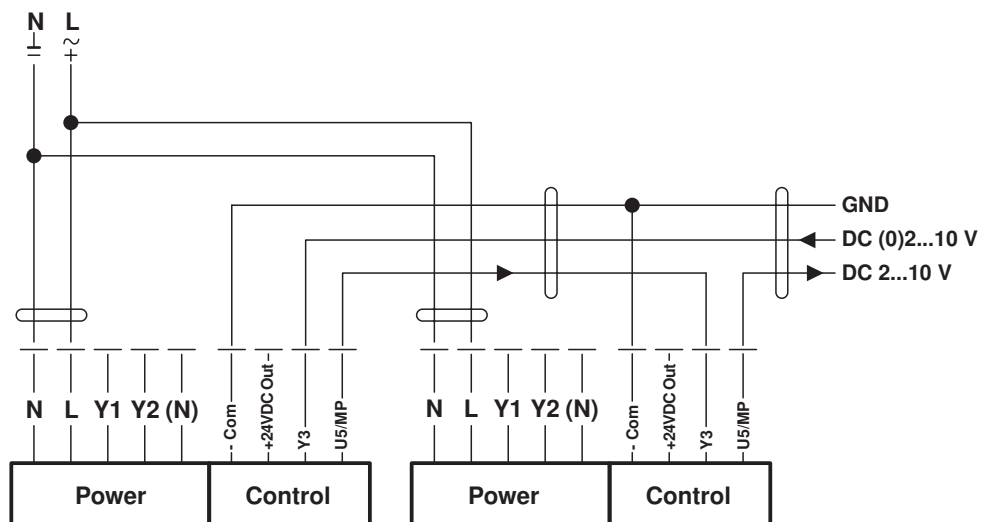 N L
GND
DC (0)2...10 V
DC 2...10 V
N L Y1 Y2 (N)
- Com
+24VDC Out -
Y3
U5/MP
N L Y1 Y2 (N)
- Com
+24VDC Out -
Y3
U5/MP
Power
Control
Power
Control